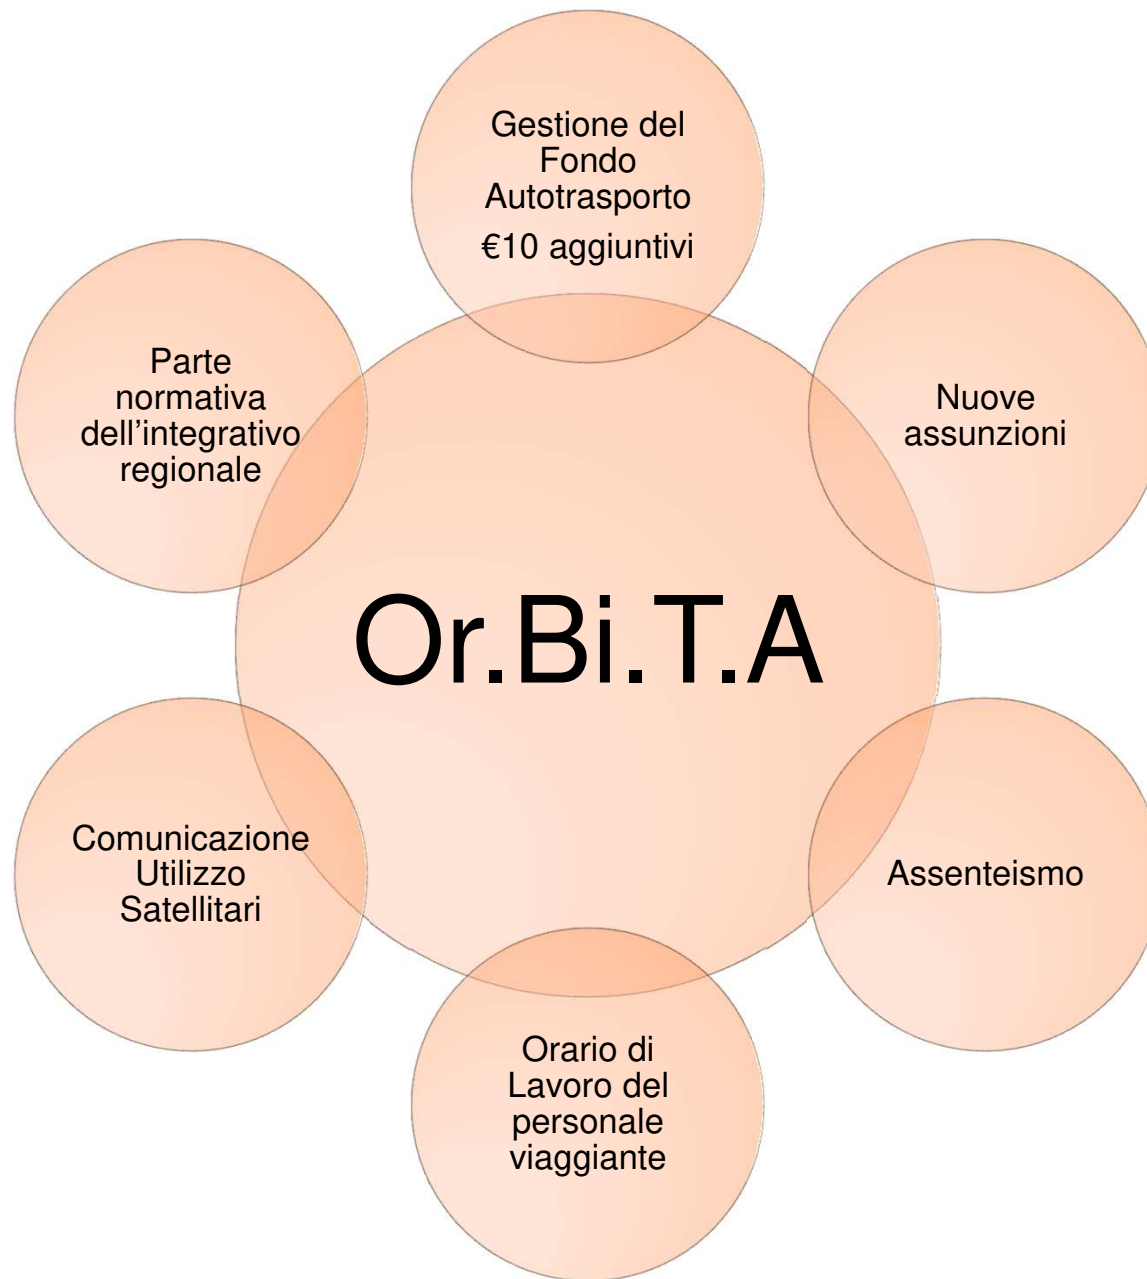 Gestione del
Fondo
Autotrasporto
€10 aggiuntivi
Parte
normativa
dell'integrativo
regionale
Nuove
assunzioni
Or.Bi.T.A
Comunicazione
Utilizzo
Satellitari
Assenteismo
Orario di
Lavoro del
personale
viaggiante